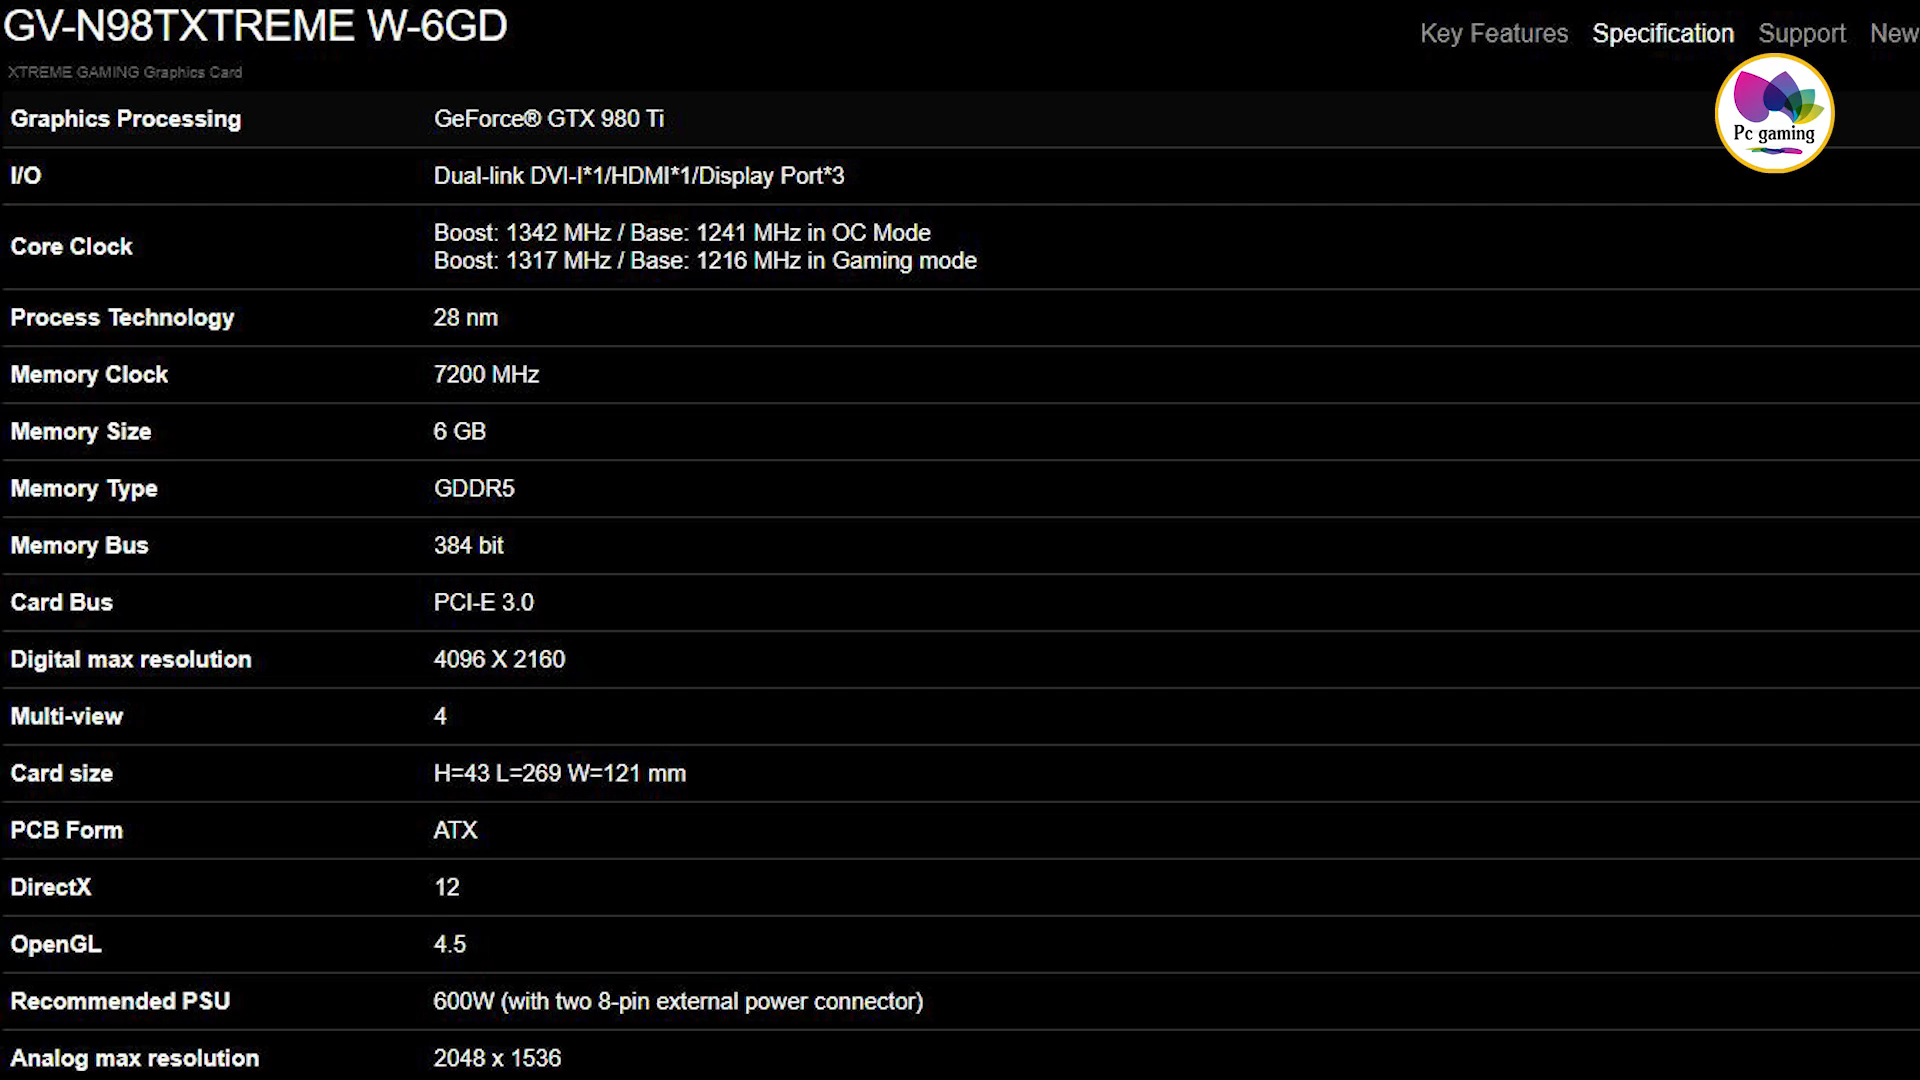 GV-N98TXTREME W-6GD
Key Features Specification Support New
XTREME GAMING Graphics Card
Pc gaming
Graphics Processing GeForce® GTX 980 Ti
I/O Dual-link DVI-I*1/HDMI*1/Display Port*3
Core Clock Boost: 1342 MHz / Base: 1241 MHz in OC Mode
Boost: 1317 MHz / Base: 1216 MHz in Gaming mode
Process Technology 28 nm
Memory Clock 7200 MHz
Memory Size 6 GB
Memory Type GDDR5
Memory Bus 384 bit
Card Bus PCI-E 3.0
Digital max resolution 4096 X 2160
Multi-view 4
Card size H=43 L=269 W=121 mm
PCB Form ATX
DirectX 12
OpenGL 4.5
Recommended PSU 600W (with two 8-pin external power connector)
Analog max resolution 2048 x 1536